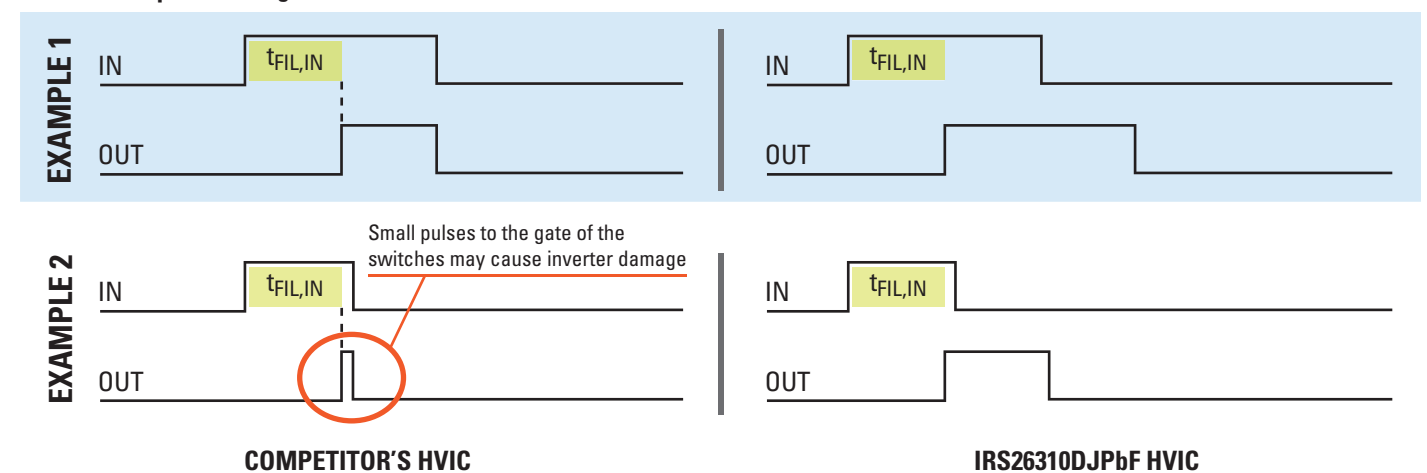 EXAMPLE 1
IN
tFIL,IN
OUT
IN
tFIL,IN
OUT
EXAMPLE 2
Small pulses to the gate of the
switches may cause inverter damage
IN
tFIL,IN
OUT
IN
tFIL,IN
OUT
COMPETITOR'S HVIC
IRS26310DJPbF HVIC